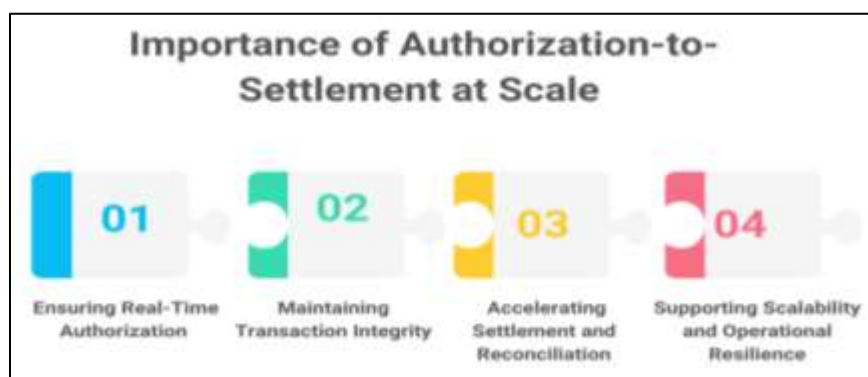 Importance of Authorization-to-
Settlement at Scale
01
02
03
04
Ensuring Real-Time
Authorization
Maintaining
Transaction Integrity
Accelerating
Settlement and
Reconciliation
Supporting Scalability
and Operational
Resilience